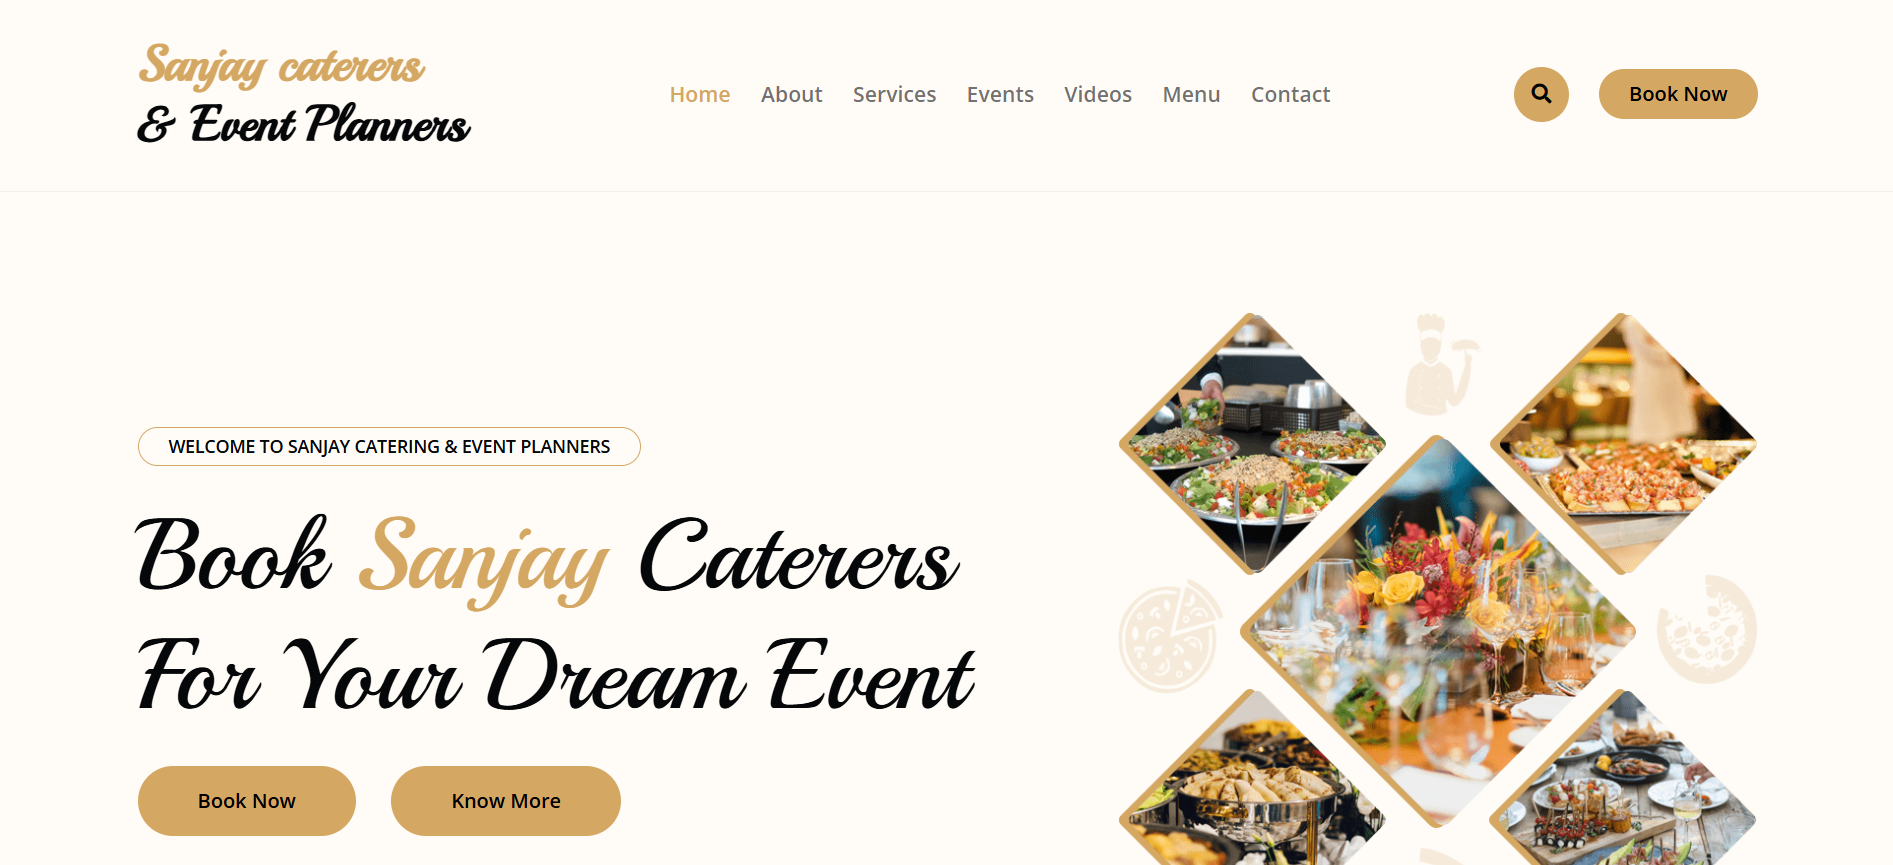 Sanjay caterers
& Event Planners
Home About Services Events Videos Menu Contact
Book Now
WELCOME TO SANJAY CATERING & EVENT PLANNERS
Book Sanjay Caterers
For Your Dream Event
Book Now Know More